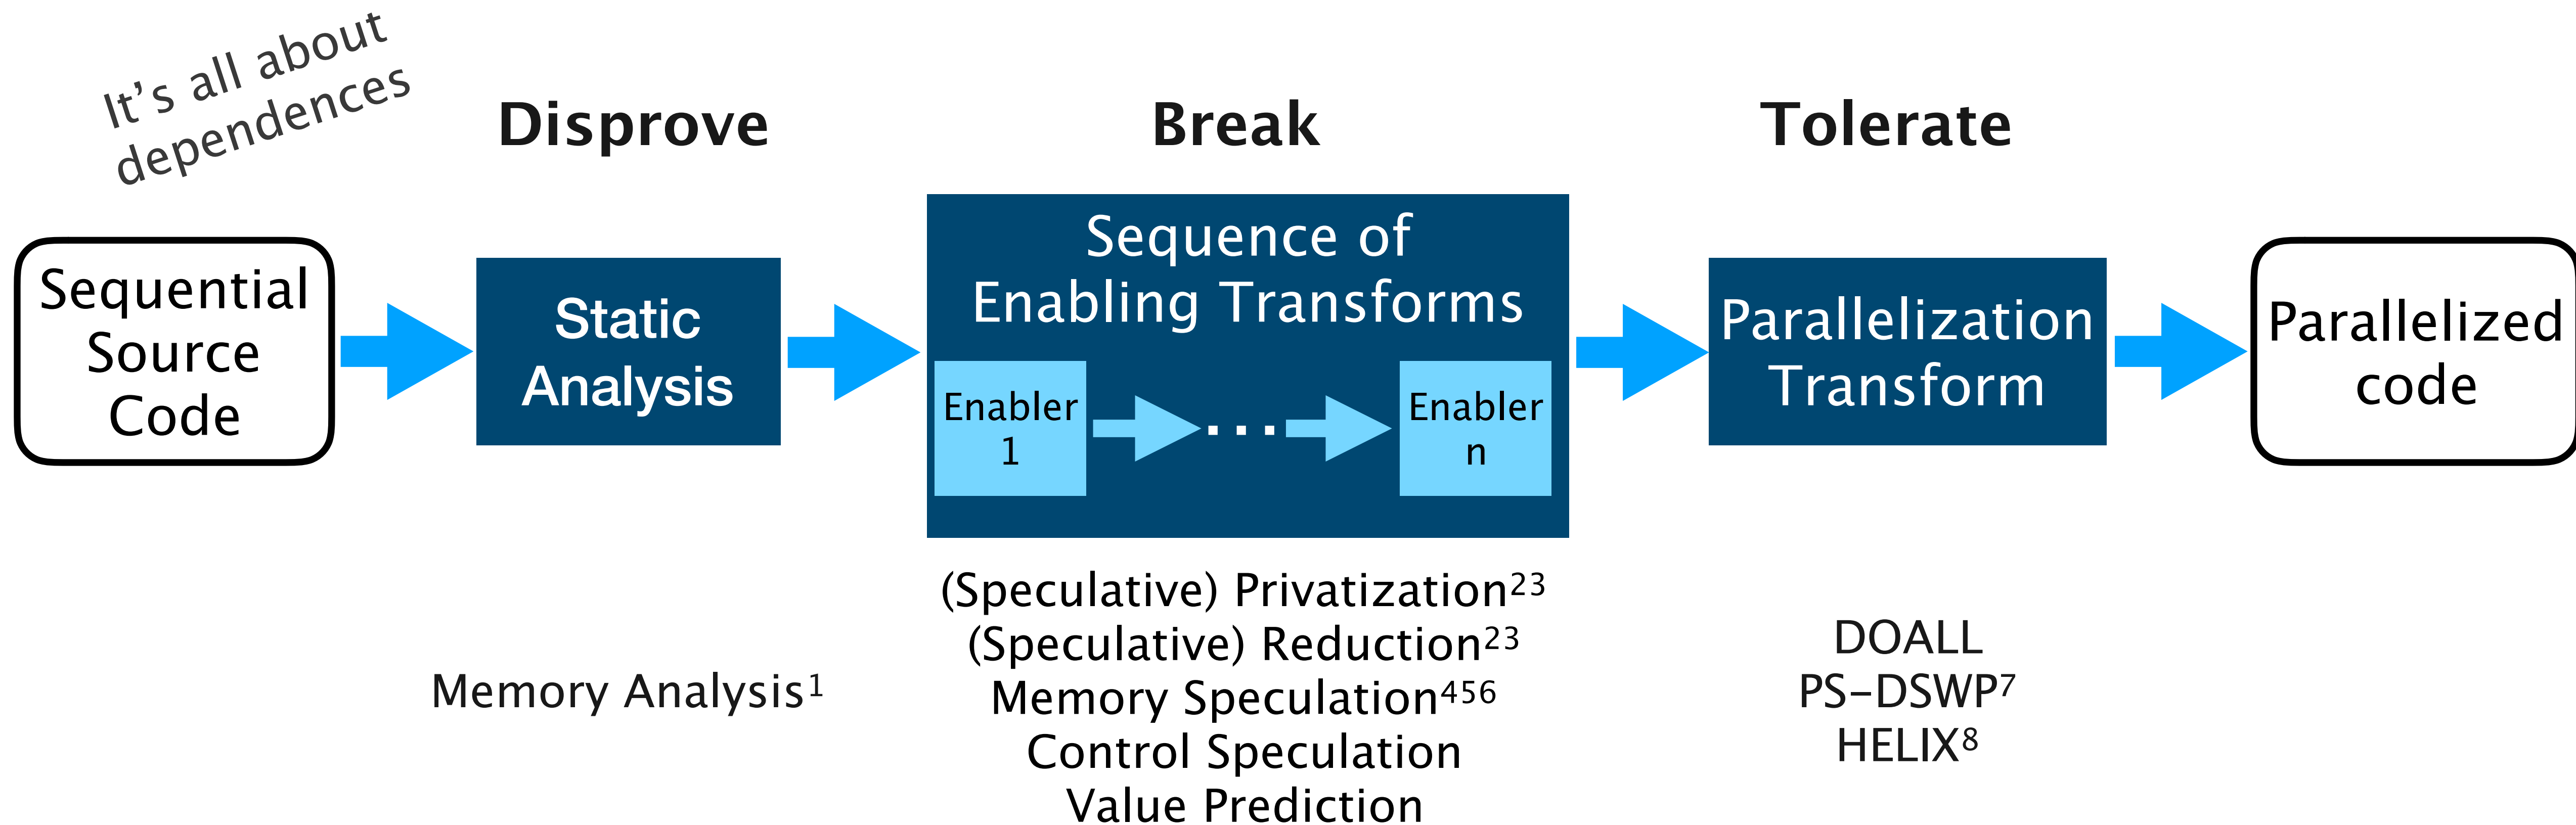 It's all about
dependences
Disprove
Break
Tolerate
Sequential
Source
Code
Static
Analysis
Sequence of
Enabling Transforms
Enabler
1
...
Enabler
n
Parallelization
Transform
Parallelized
code
Memory Analysis¹
(Speculative) Privatization²³
(Speculative) Reduction²³
Memory Speculation⁴⁵⁶
Control Speculation
Value Prediction
DOALL
PS–DSWP⁷
HELIX⁸